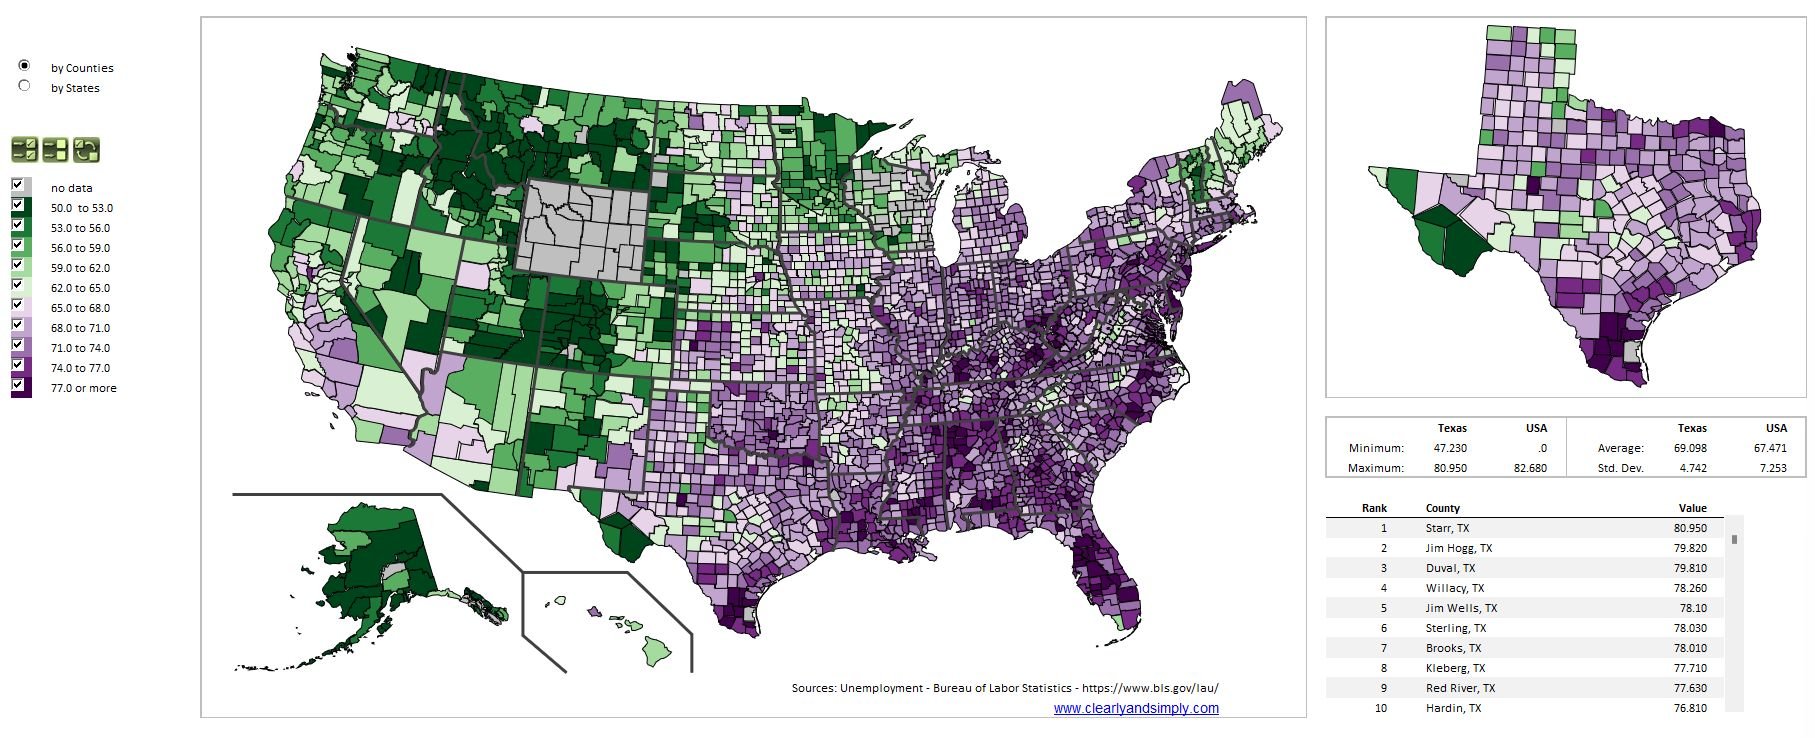 by Counties
by States
no data
50.0 to 53.0
53.0 to 56.0
56.0 to 59.0
59.0 to 62.0
62.0 to 65.0
65.0 to 68.0
68.0 to 71.0
71.0 to 74.0
74.0 to 77.0
77.0 or more
Sources: Unemployment - Bureau of Labor Statistics - https://www.bls.gov/lau/
www.clearlyandsimply.com
Texas USA Texas USA
Minimum: 47.230 .0 Average: 69.098 67.471
Maximum: 80.950 82.680 Std. Dev. 4.742 7.253
Rank County Value
1 Starr, TX 80.950
2 Jim Hogg, TX 79.820
3 Duval, TX 79.810
4 Willacy, TX 78.260
5 Jim Wells, TX 78.10
6 Sterling, TX 78.030
7 Brooks, TX 78.010
8 Kleberg, TX 77.710
9 Red River, TX 77.630
10 Hardin, TX 76.810